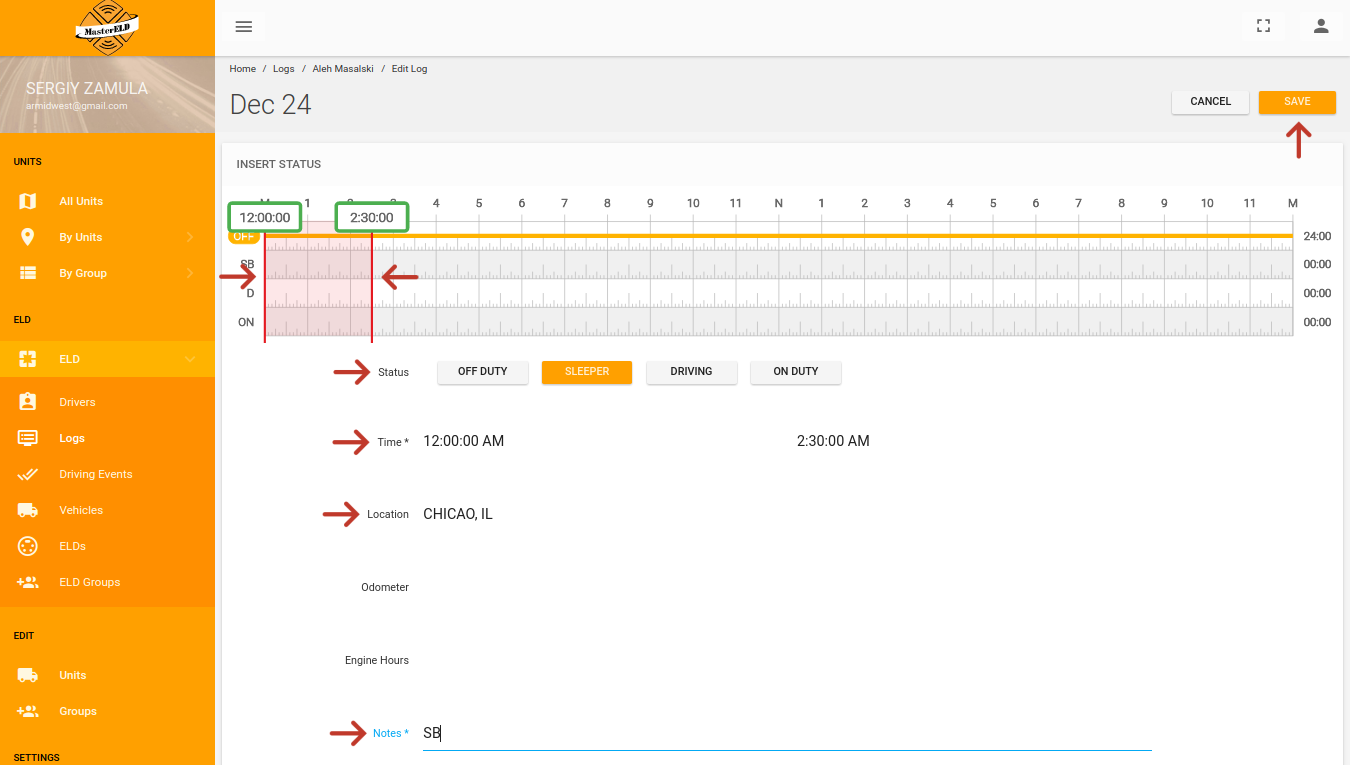 MasterELD
SERGIY ZAMULA
armidwest@gmail.com
UNITS
All Units
By Units
By Group
ELD
ELD
Drivers
Logs
Driving Events
Vehicles
ELDs
ELD Groups
EDIT
Units
Groups
SETTINGS
Home / Logs / Aleh Masalski / Edit Log
Dec 24
CANCEL
SAVE
INSERT STATUS
M 1 2 3 4 5 6 7 8 9 10 11 N 1 2 3 4 5 6 7 8 9 10 11 M
12:00:00 2:30:00
OFF 24:00
SB 00:00
D 00:00
ON 00:00
Status OFF DUTY SLEEPER DRIVING ON DUTY
Time * 12:00:00 AM 2:30:00 AM
Location CHICAO, IL
Odometer
Engine Hours
Notes * SB